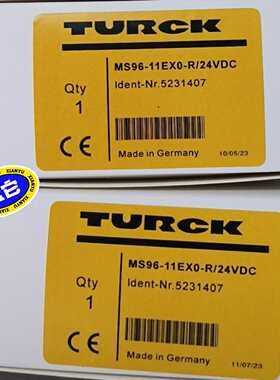 TURCK
MS96-11EX0-R/24VDC
Ident-Nr.5231407
Qty
1
CE
Made in Germany
10/05/23
XIANYU
TURCK
MS96-11EX0-R/24VDC
Ident-Nr.5231407
Qty
1
CE
Made in Germany
11/07/23